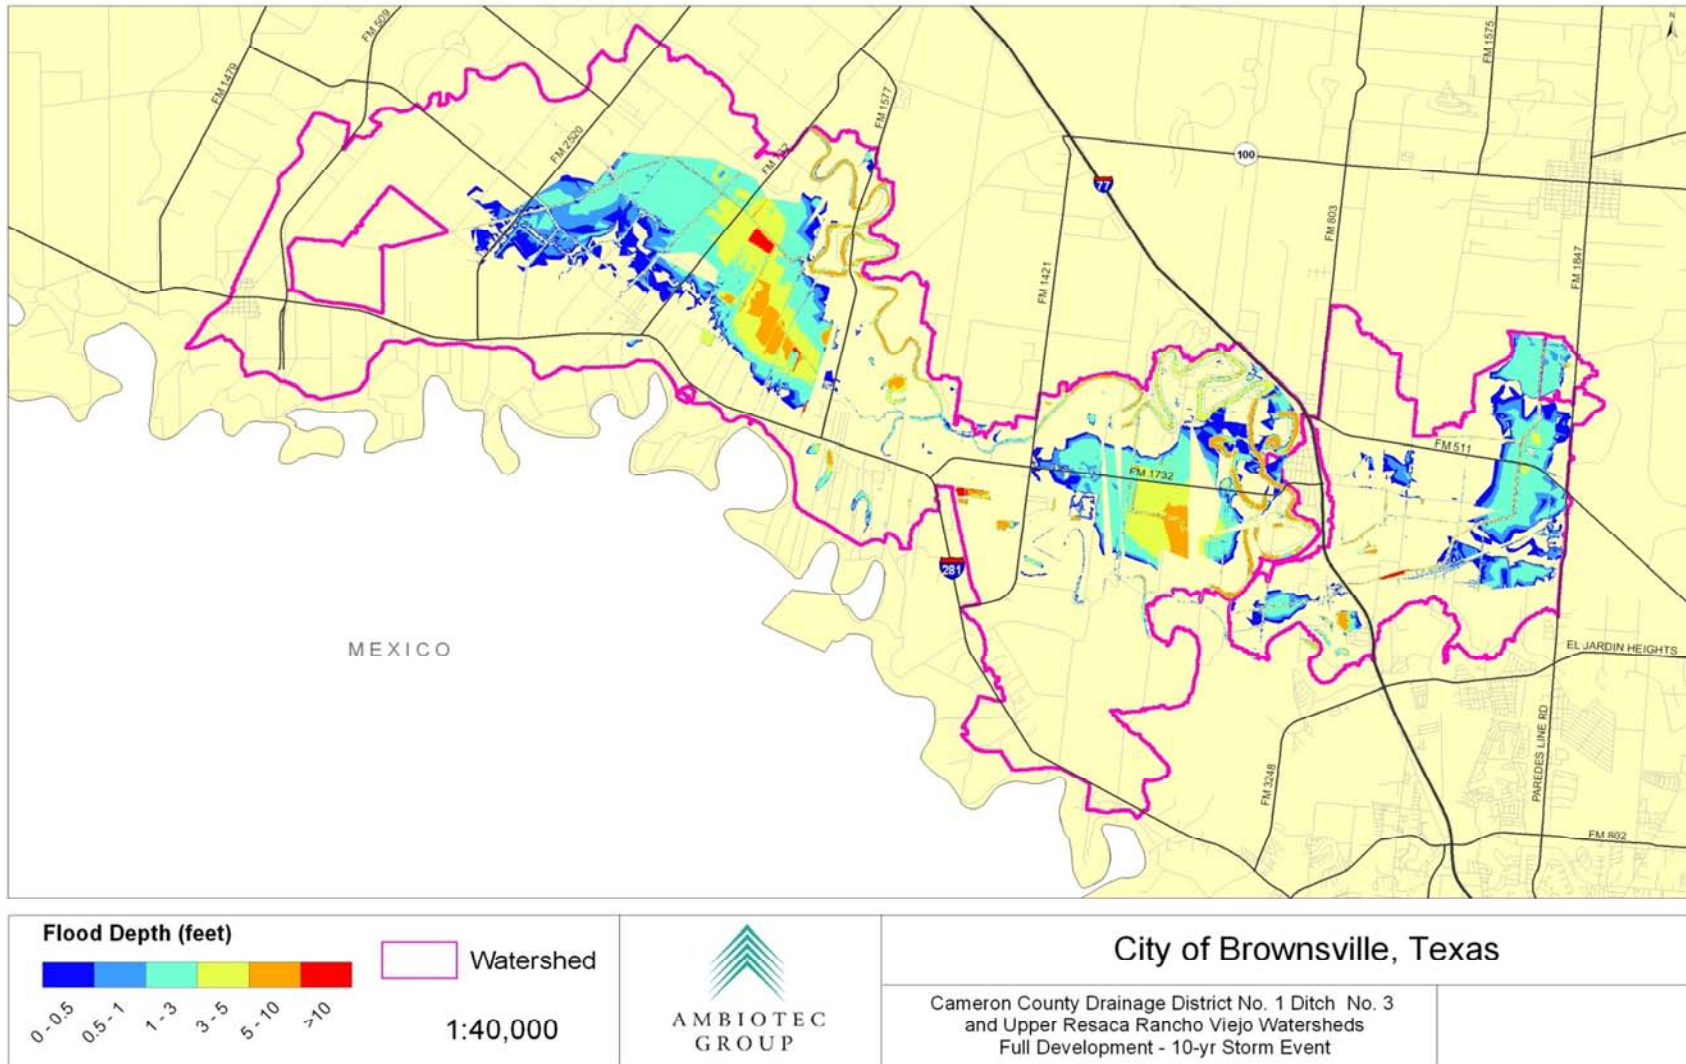 N
FM 509
FM 1479
FM 2520
FM 732
FM 1577
FM 1575
100
77
FM 803
FM 1421
FM 1847
FM 511
FM 1732
281
MEXICO
EL JARDIN HEIGHTS
PAREDES LINE RD
FM 3248
FM 802
Flood Depth (feet)
0 - 0.5
0.5 - 1
1 - 3
3 - 5
5 - 10
>10
Watershed
1:40,000
AMBIOTEC
GROUP
City of Brownsville, Texas
Cameron County Drainage District No. 1 Ditch No. 3
and Upper Resaca Rancho Viejo Watersheds
Full Development - 10-yr Storm Event